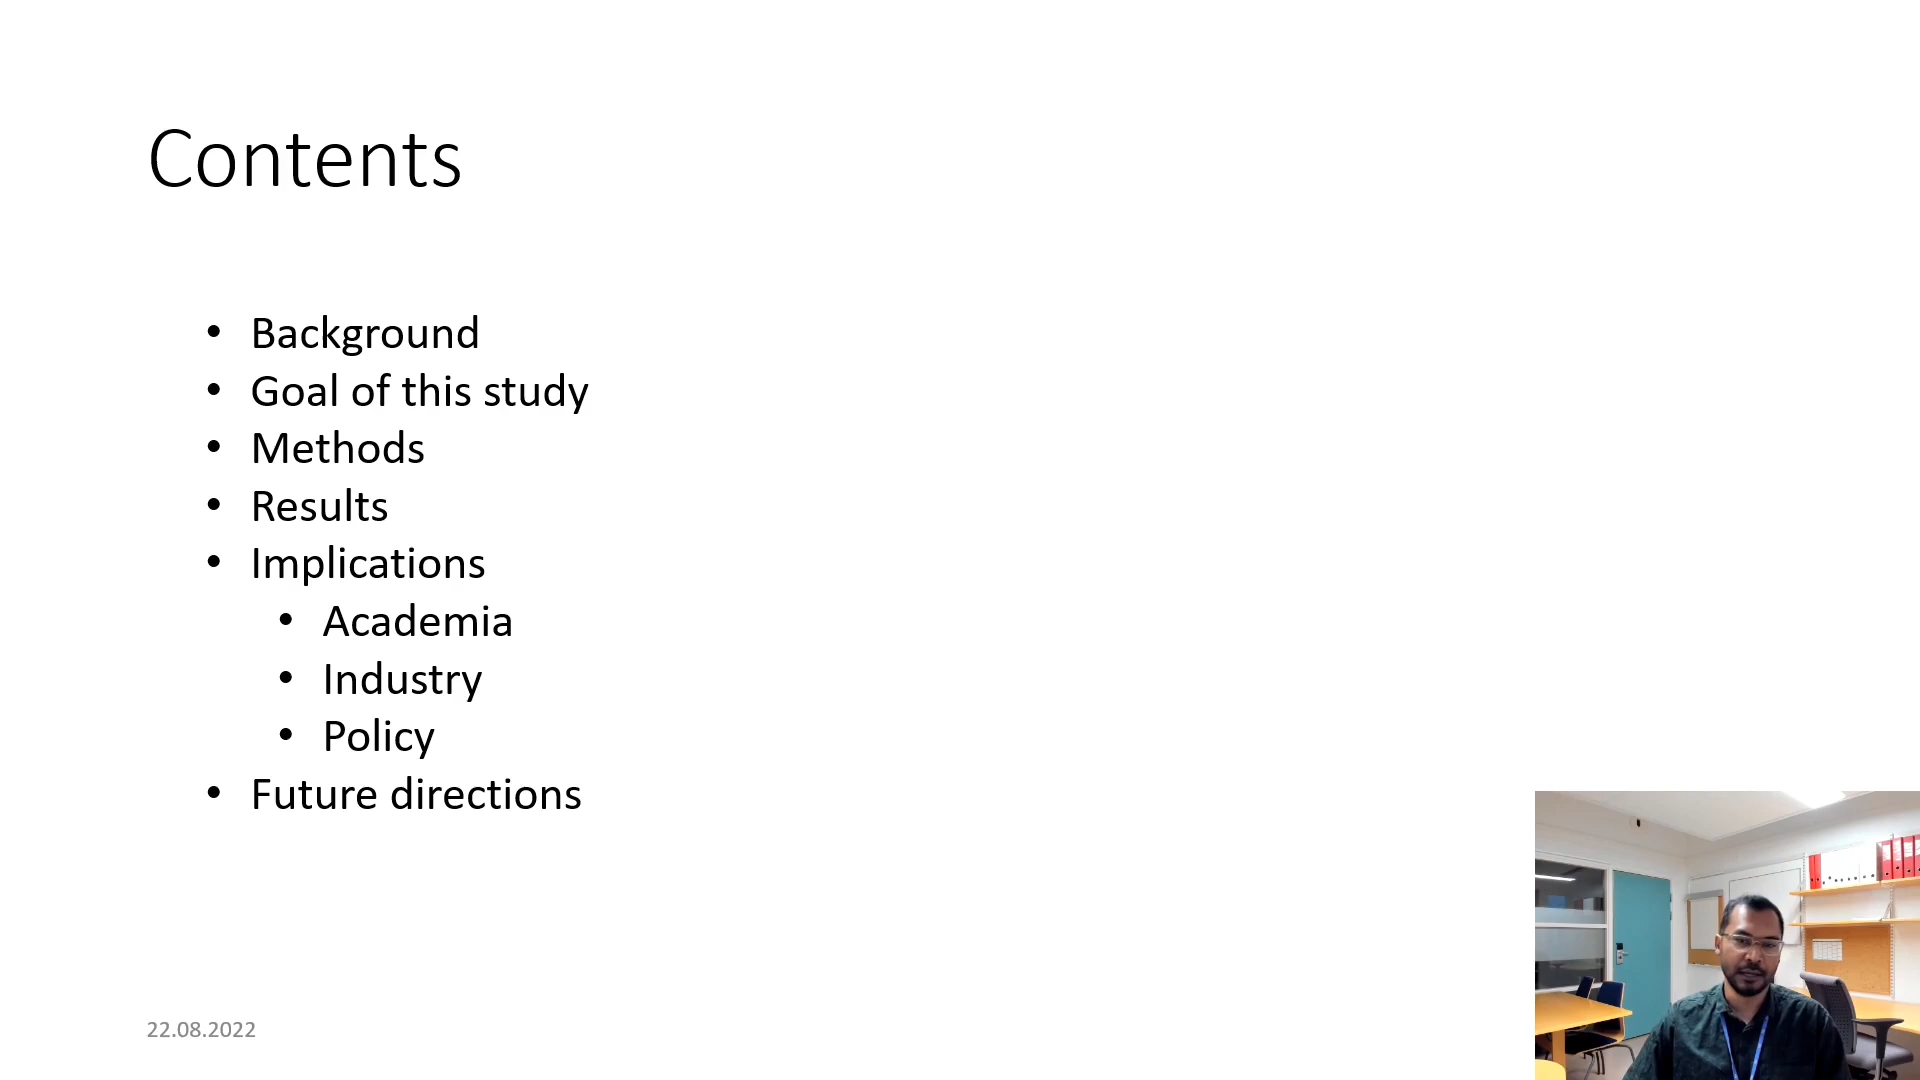 Contents
• Background
• Goal of this study
• Methods
• Results
• Implications
• Academia
• Industry
• Policy
• Future directions
22.08.2022